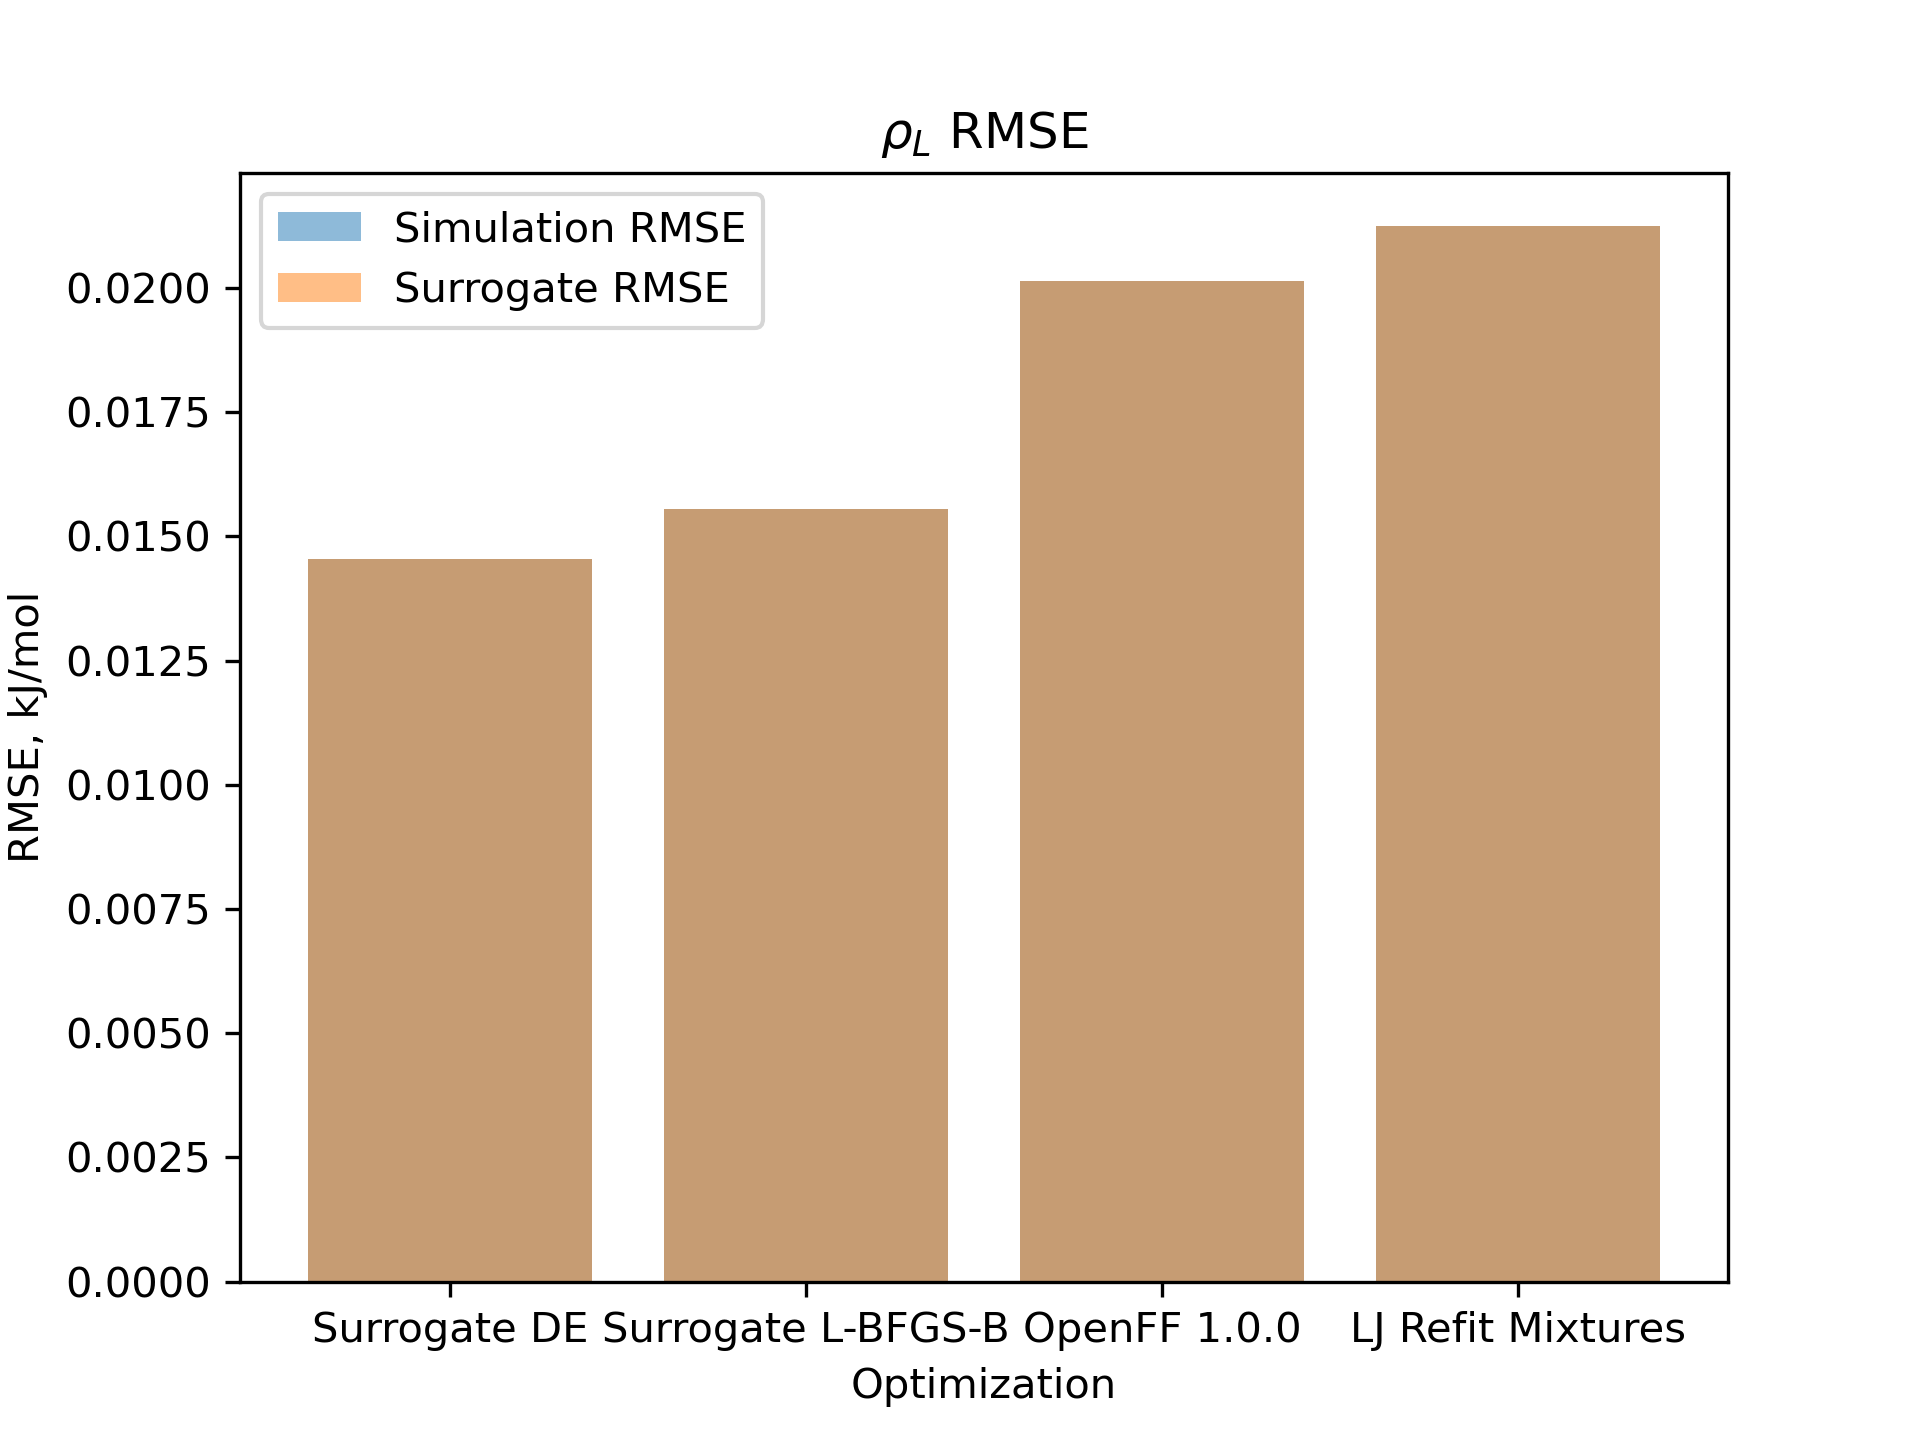 ρL RMSE
Simulation RMSE
Surrogate RMSE
0.0200
0.0175
0.0150
0.0125
0.0100
0.0075
0.0050
0.0025
0.0000
RMSE, kJ/mol
Surrogate DE Surrogate L-BFGS-B OpenFF 1.0.0 LJ Refit Mixtures
Optimization